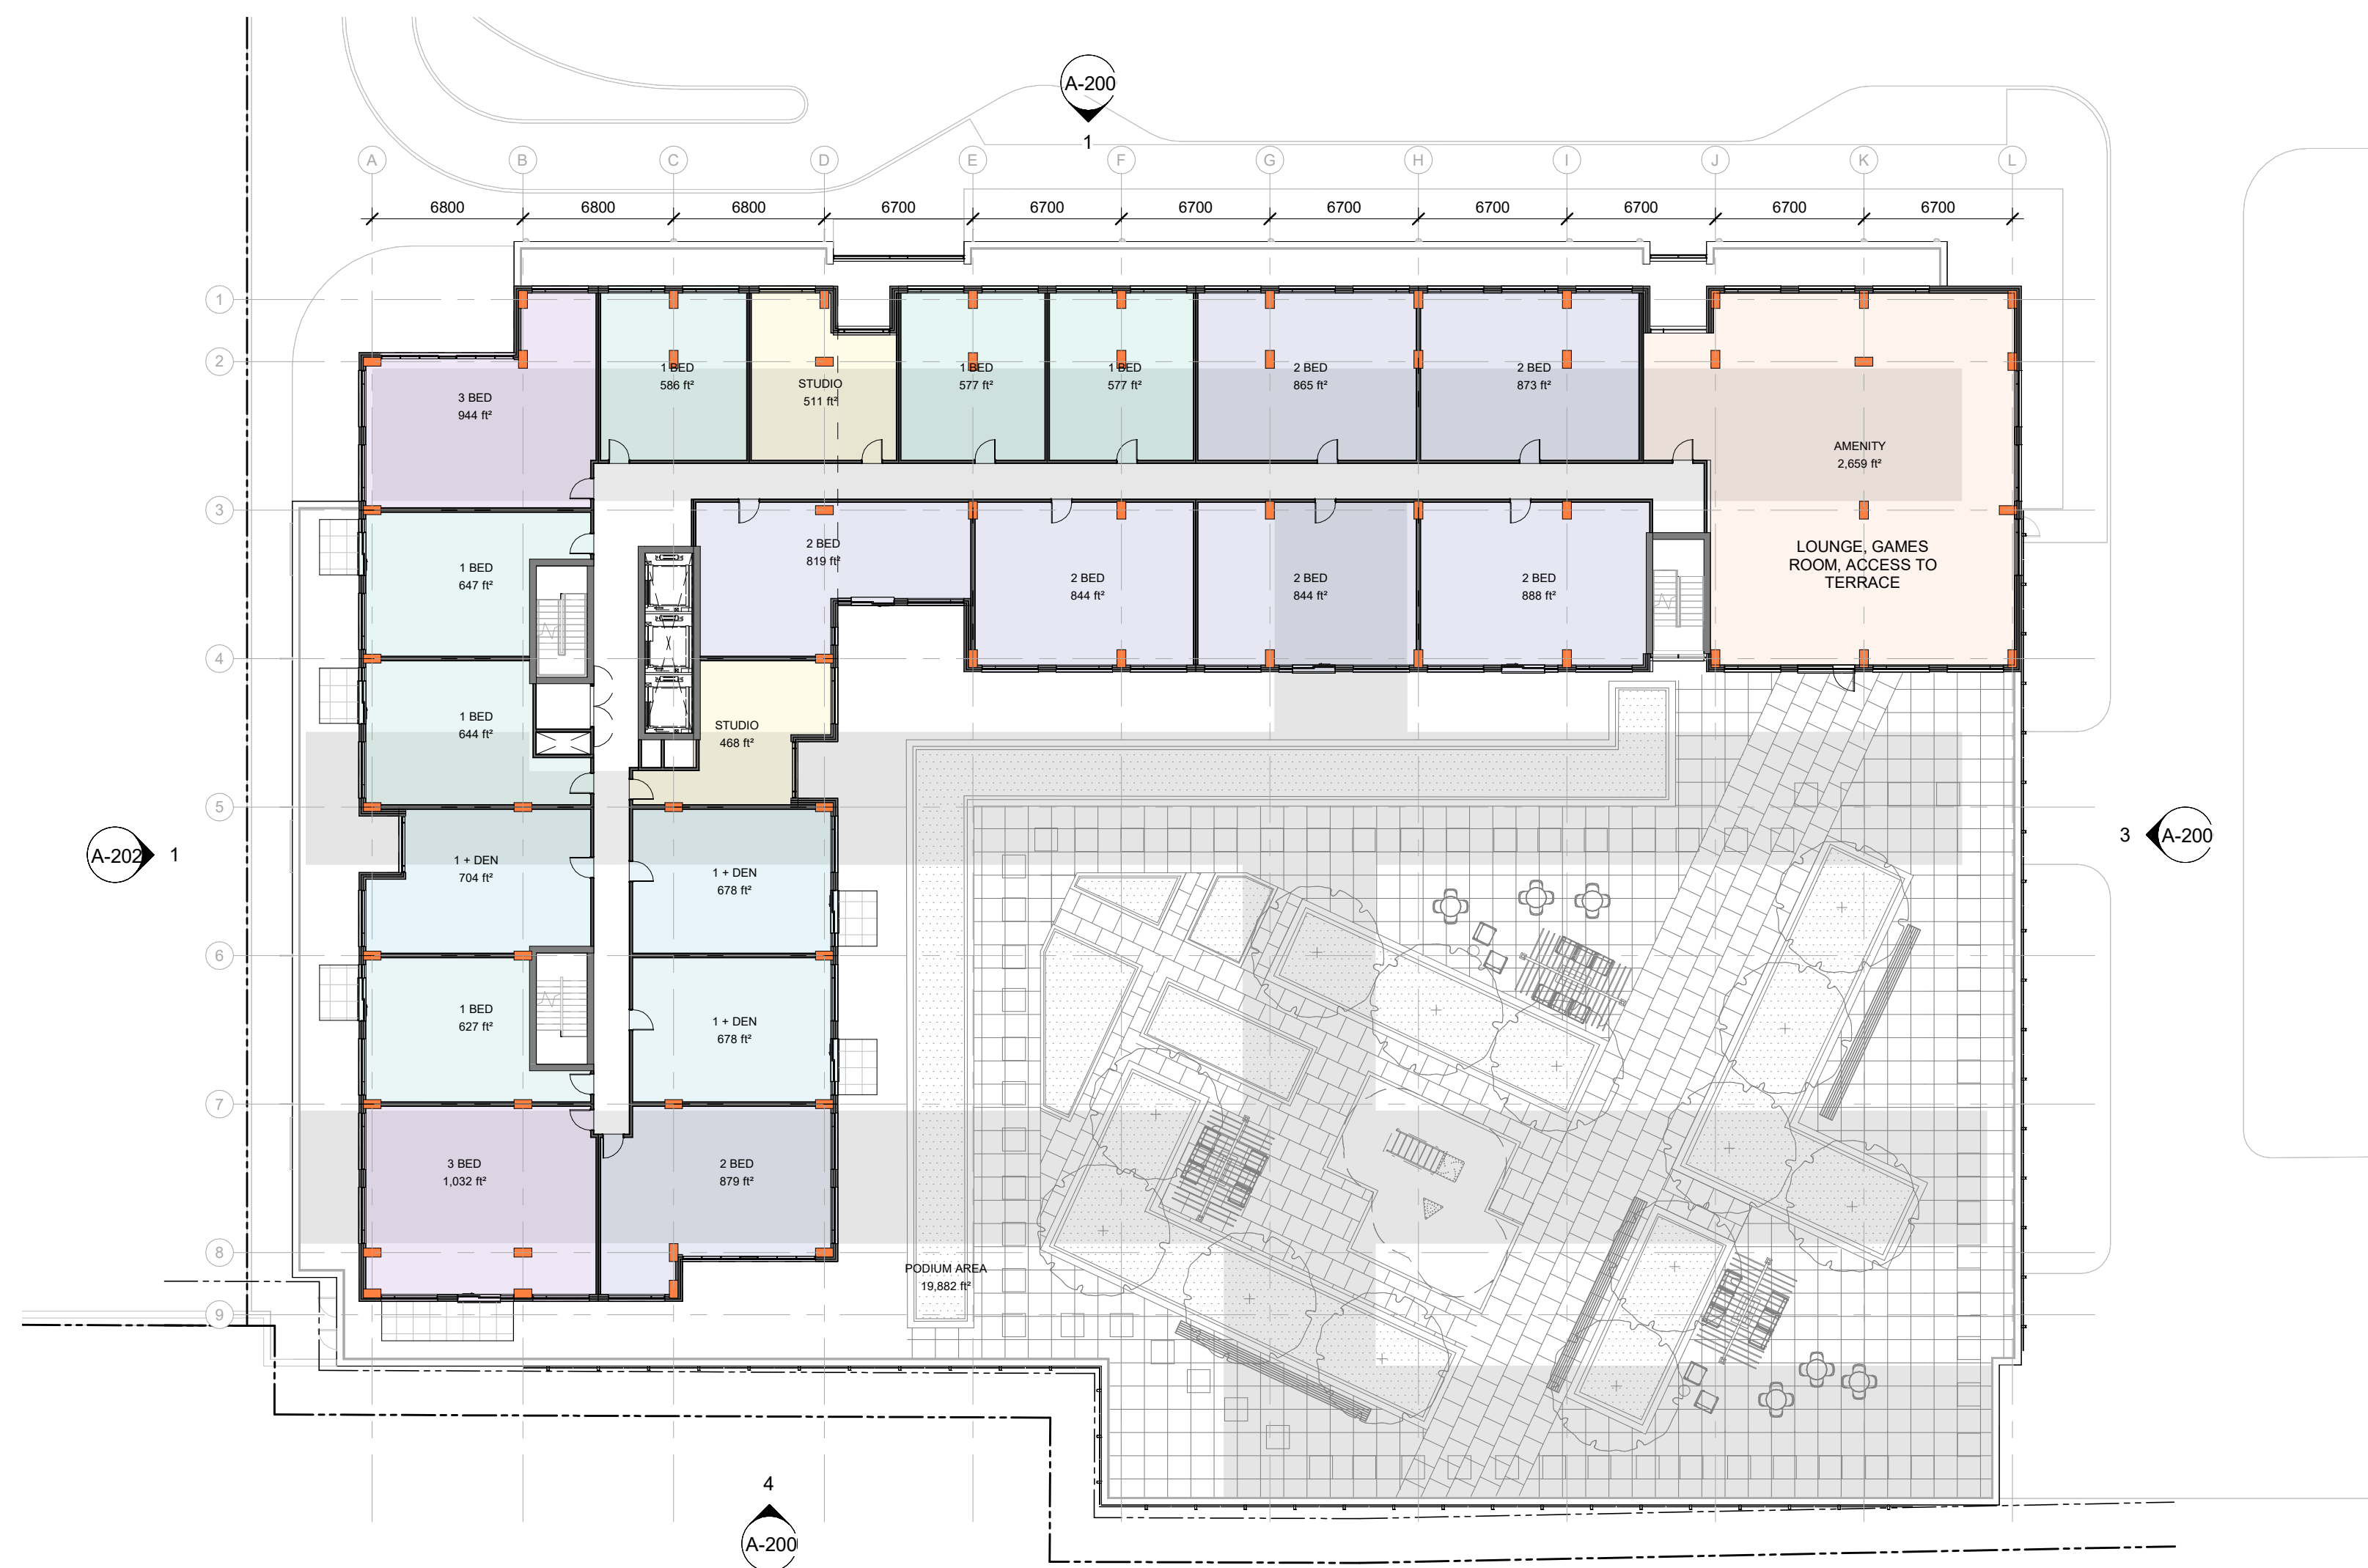 A-200
1
A
B
C
D
E
F
G
H
I
J
K
L
6800
6800
6800
6700
6700
6700
6700
6700
6700
6700
6700
1
2
3
4
5
6
7
8
9
3 BED
944 ft²
1 BED
586 ft²
STUDIO
511 ft²
1 BED
577 ft²
1 BED
577 ft²
2 BED
865 ft²
2 BED
873 ft²
AMENITY
2,659 ft²
LOUNGE, GAMES
ROOM, ACCESS TO
TERRACE
1 BED
647 ft²
2 BED
819 ft²
2 BED
844 ft²
2 BED
844 ft²
2 BED
888 ft²
1 BED
644 ft²
STUDIO
468 ft²
1 + DEN
704 ft²
1 + DEN
678 ft²
1 BED
627 ft²
1 + DEN
678 ft²
3 BED
1,032 ft²
2 BED
879 ft²
PODIUM AREA
19,882 ft²
A-202
1
3
A-200
4
A-200